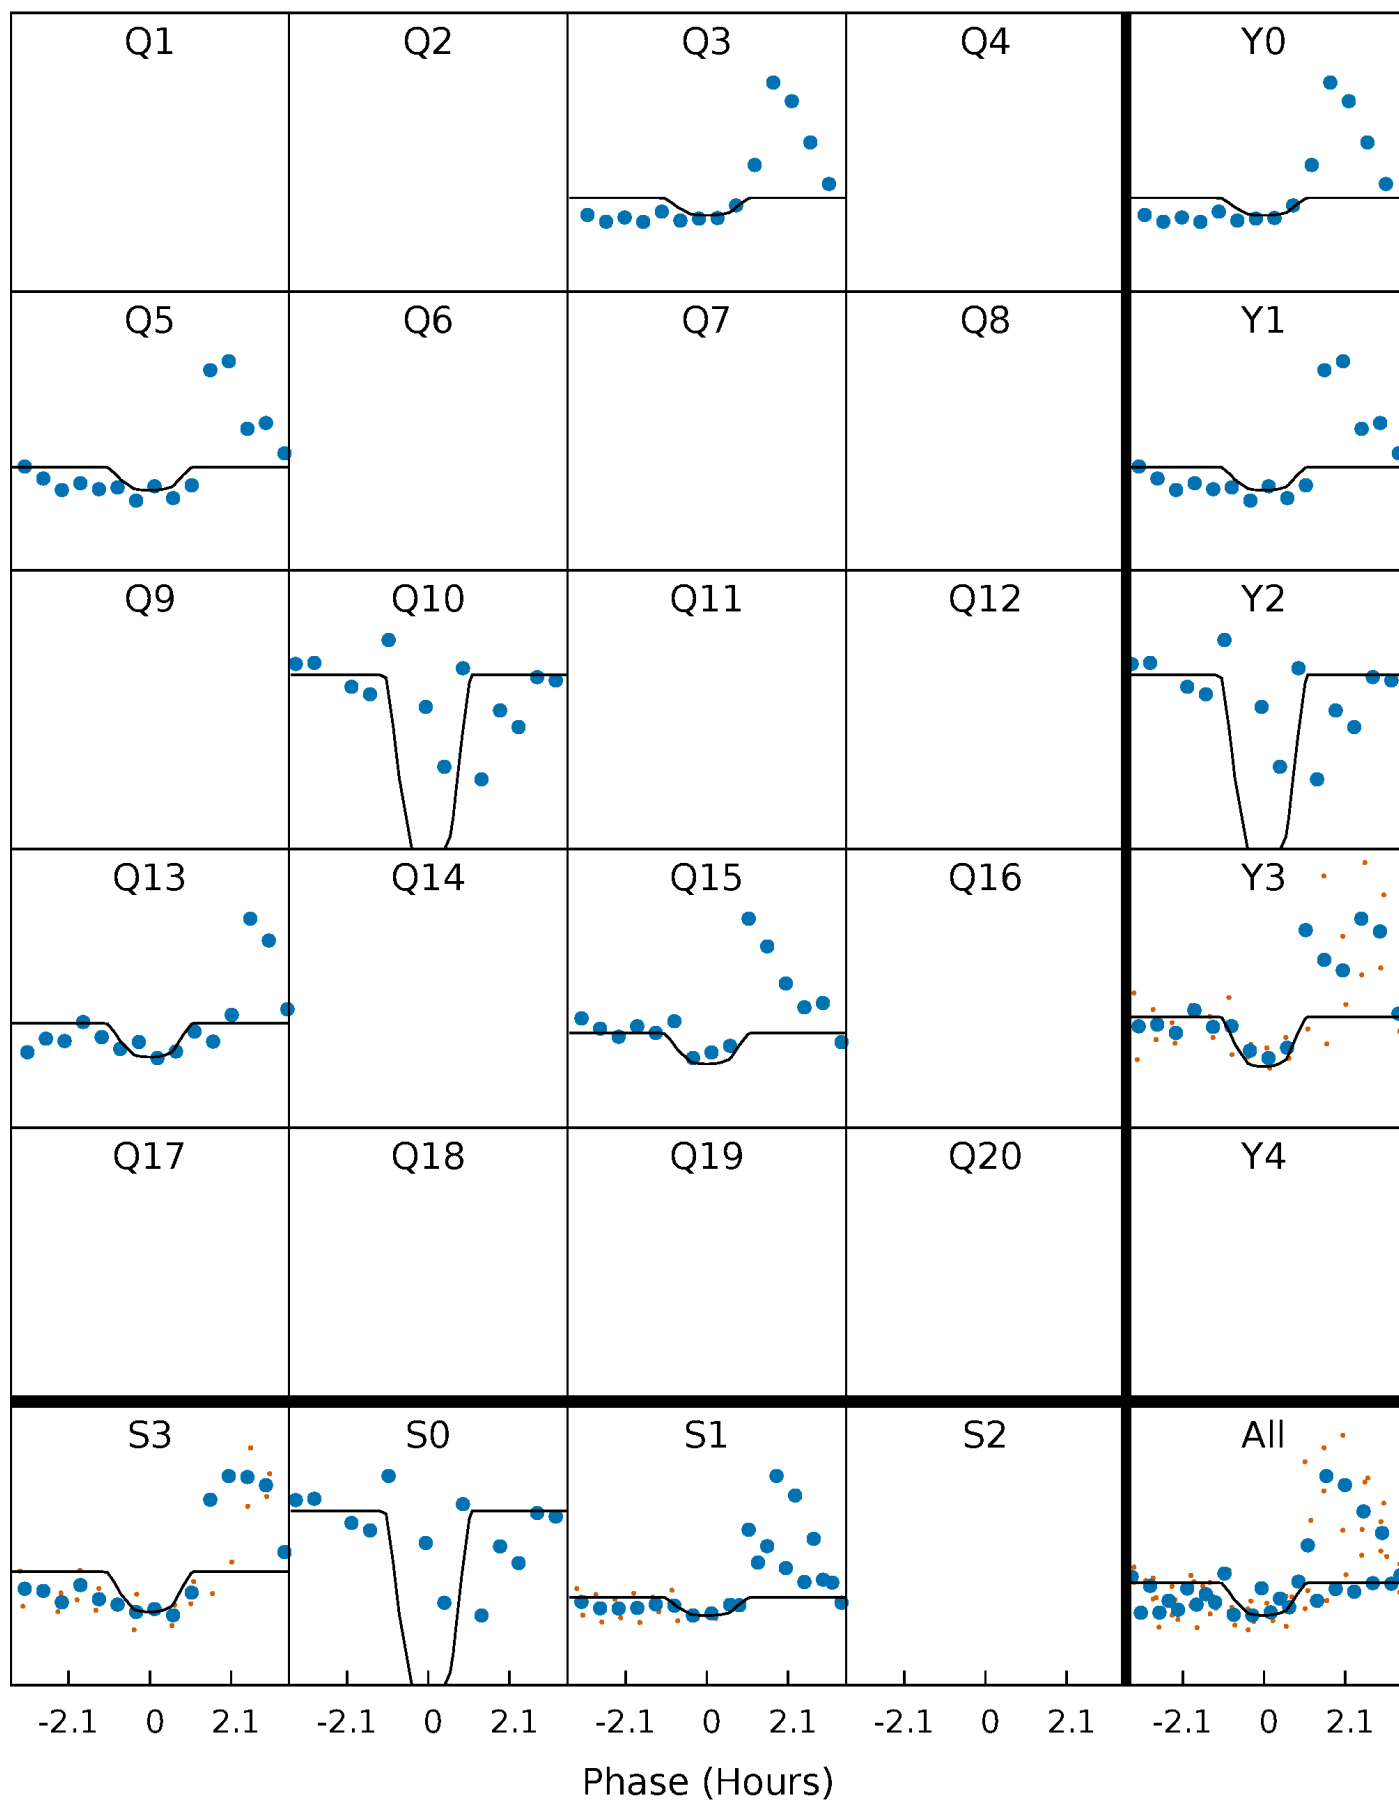 Q1 Q2 Q3 Q4 Y0
Q5 Q6 Q7 Q8 Y1
Q9 Q10 Q11 Q12 Y2
Q13 Q14 Q15 Q16 Y3
Q17 Q18 Q19 Q20 Y4
S3 S0 S1 S2 All
-2.1 0 2.1 -2.1 0 2.1 -2.1 0 2.1 -2.1 0 2.1 -2.1 0 2.1
Phase (Hours)